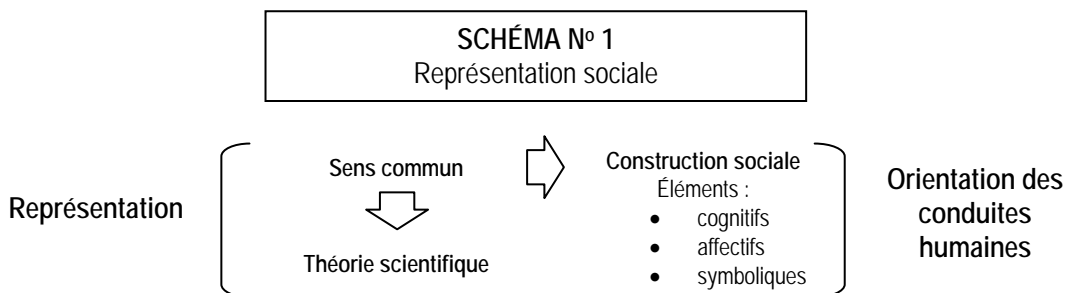 SCHÉMA Nº 1
Représentation sociale
Représentation
Sens commun
Théorie scientifique
Construction sociale
Éléments :
• cognitifs
• affectifs
• symboliques
Orientation des
conduites
humaines